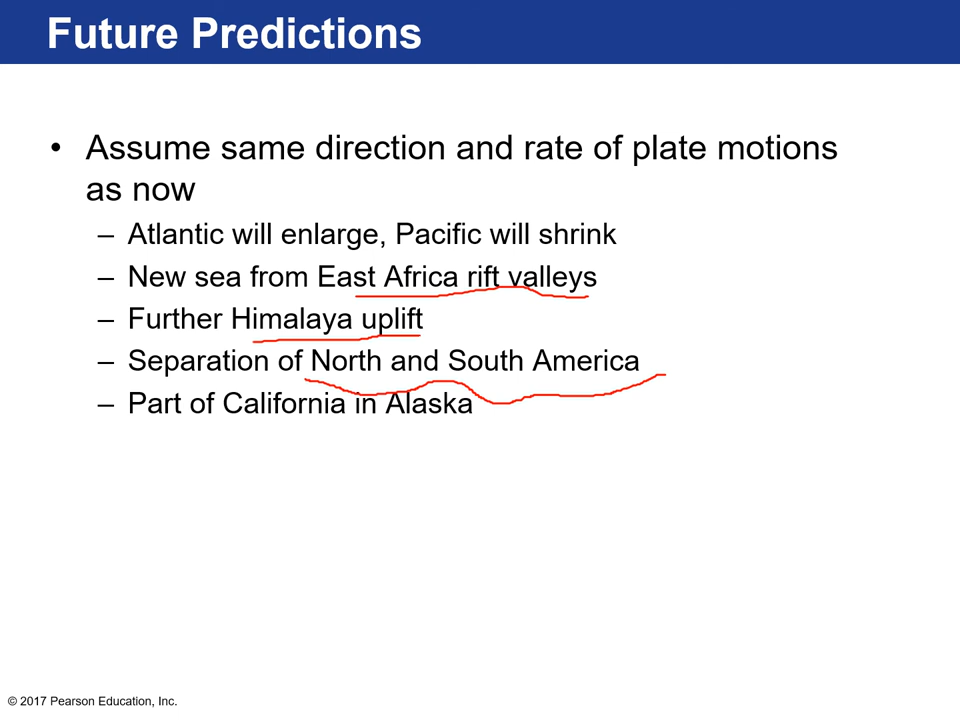 Future Predictions
• Assume same direction and rate of plate motions
as now
– Atlantic will enlarge, Pacific will shrink
– New sea from East Africa rift valleys
– Further Himalaya uplift
– Separation of North and South America
– Part of California in Alaska
© 2017 Pearson Education, Inc.